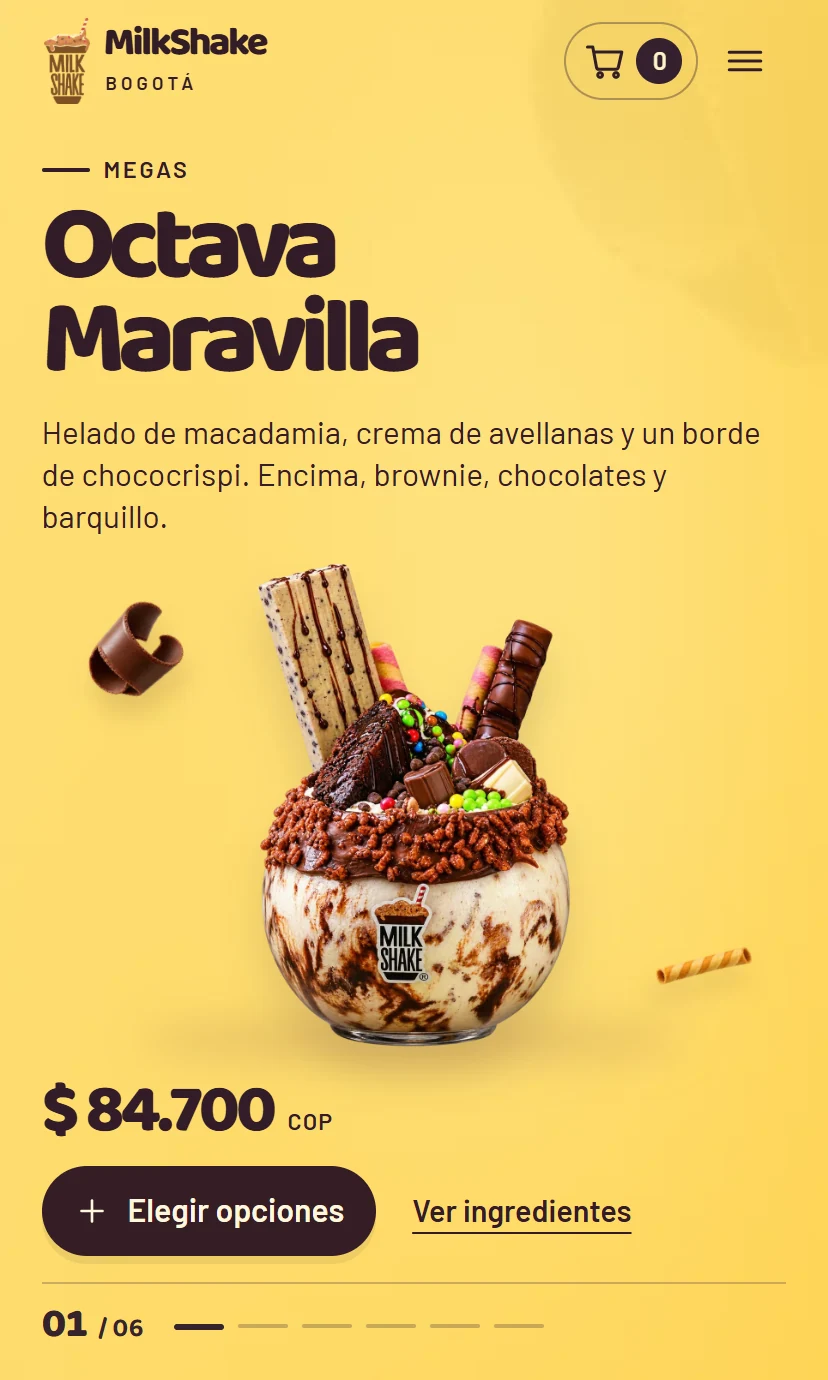 MILK
SHAKE
MilkShake
BOGOTÁ
0
MEGAS
Octava
Maravilla
Helado de macadamia, crema de avellanas y un borde
de chococrispi. Encima, brownie, chocolates y
barquillo.
MILK
SHAKE
®
$ 84.700 COP
+ Elegir opciones
Ver ingredientes
01 / 06